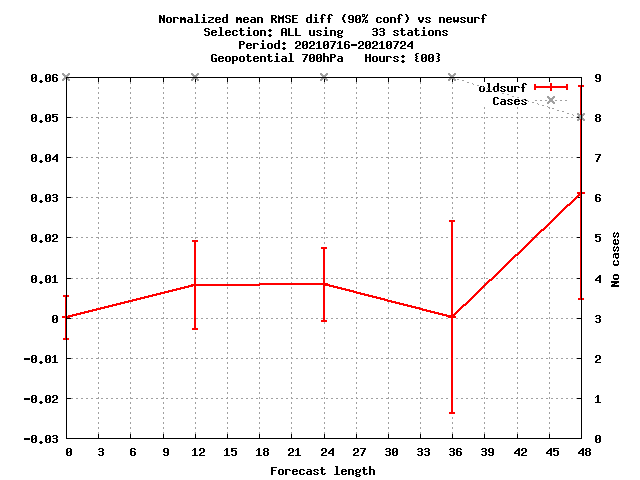 Normalized mean RMSE diff (90% conf) vs newsurf
Selection: ALL using    33 stations
Period: 20210716-20210724
Geopotential 700hPa   Hours: {00}
0.06
0.05
0.04
0.03
0.02
0.01
0
-0.01
-0.02
-0.03
oldsurf
Cases
9
8
7
6
5
4
3
2
1
0
No cases
0 3 6 9 12 15 18 21 24 27 30 33 36 39 42 45 48
Forecast length